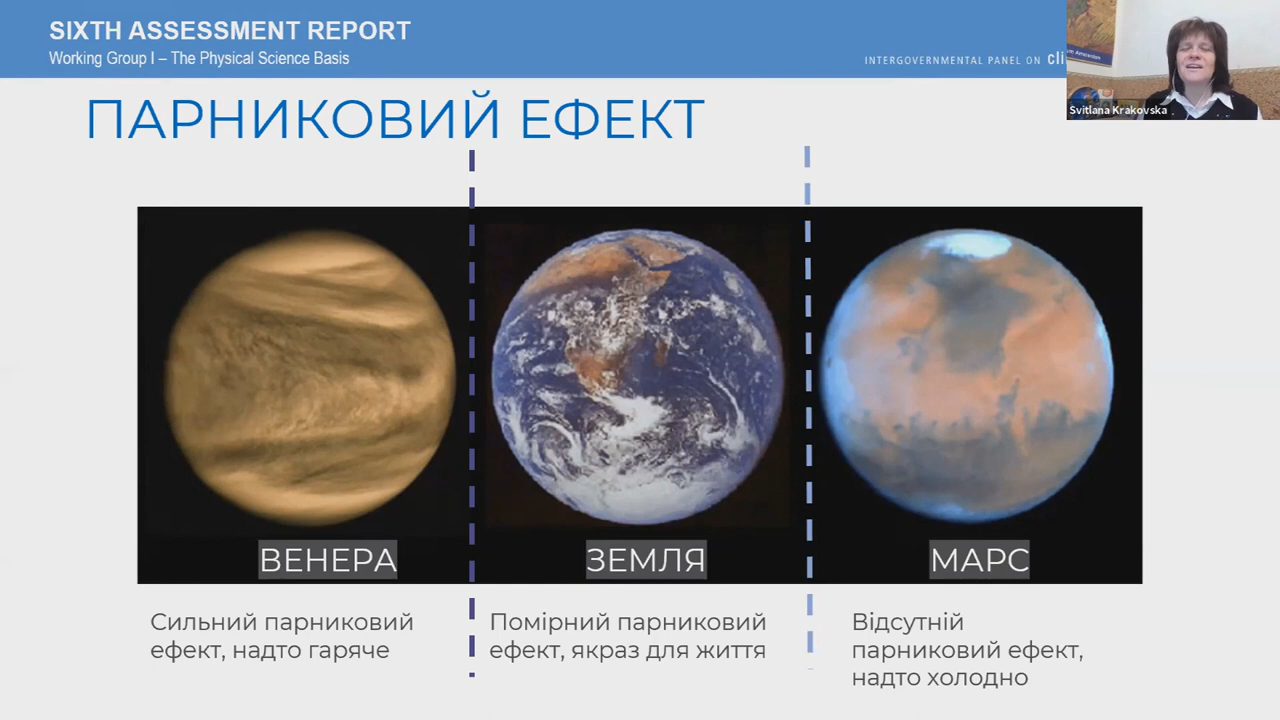 SIXTH ASSESSMENT REPORT
Working Group I – The Physical Science Basis
INTERGOVERNMENTAL PANEL ON cli
Svitlana Krakovska
ПАРНИКОВИЙ ЕФЕКТ
ВЕНЕРА
ЗЕМЛЯ
МАРС
Сильний парниковий
ефект, надто гаряче
Помірний парниковий
ефект, якраз для життя
Відсутній
парниковий ефект,
надто холодно